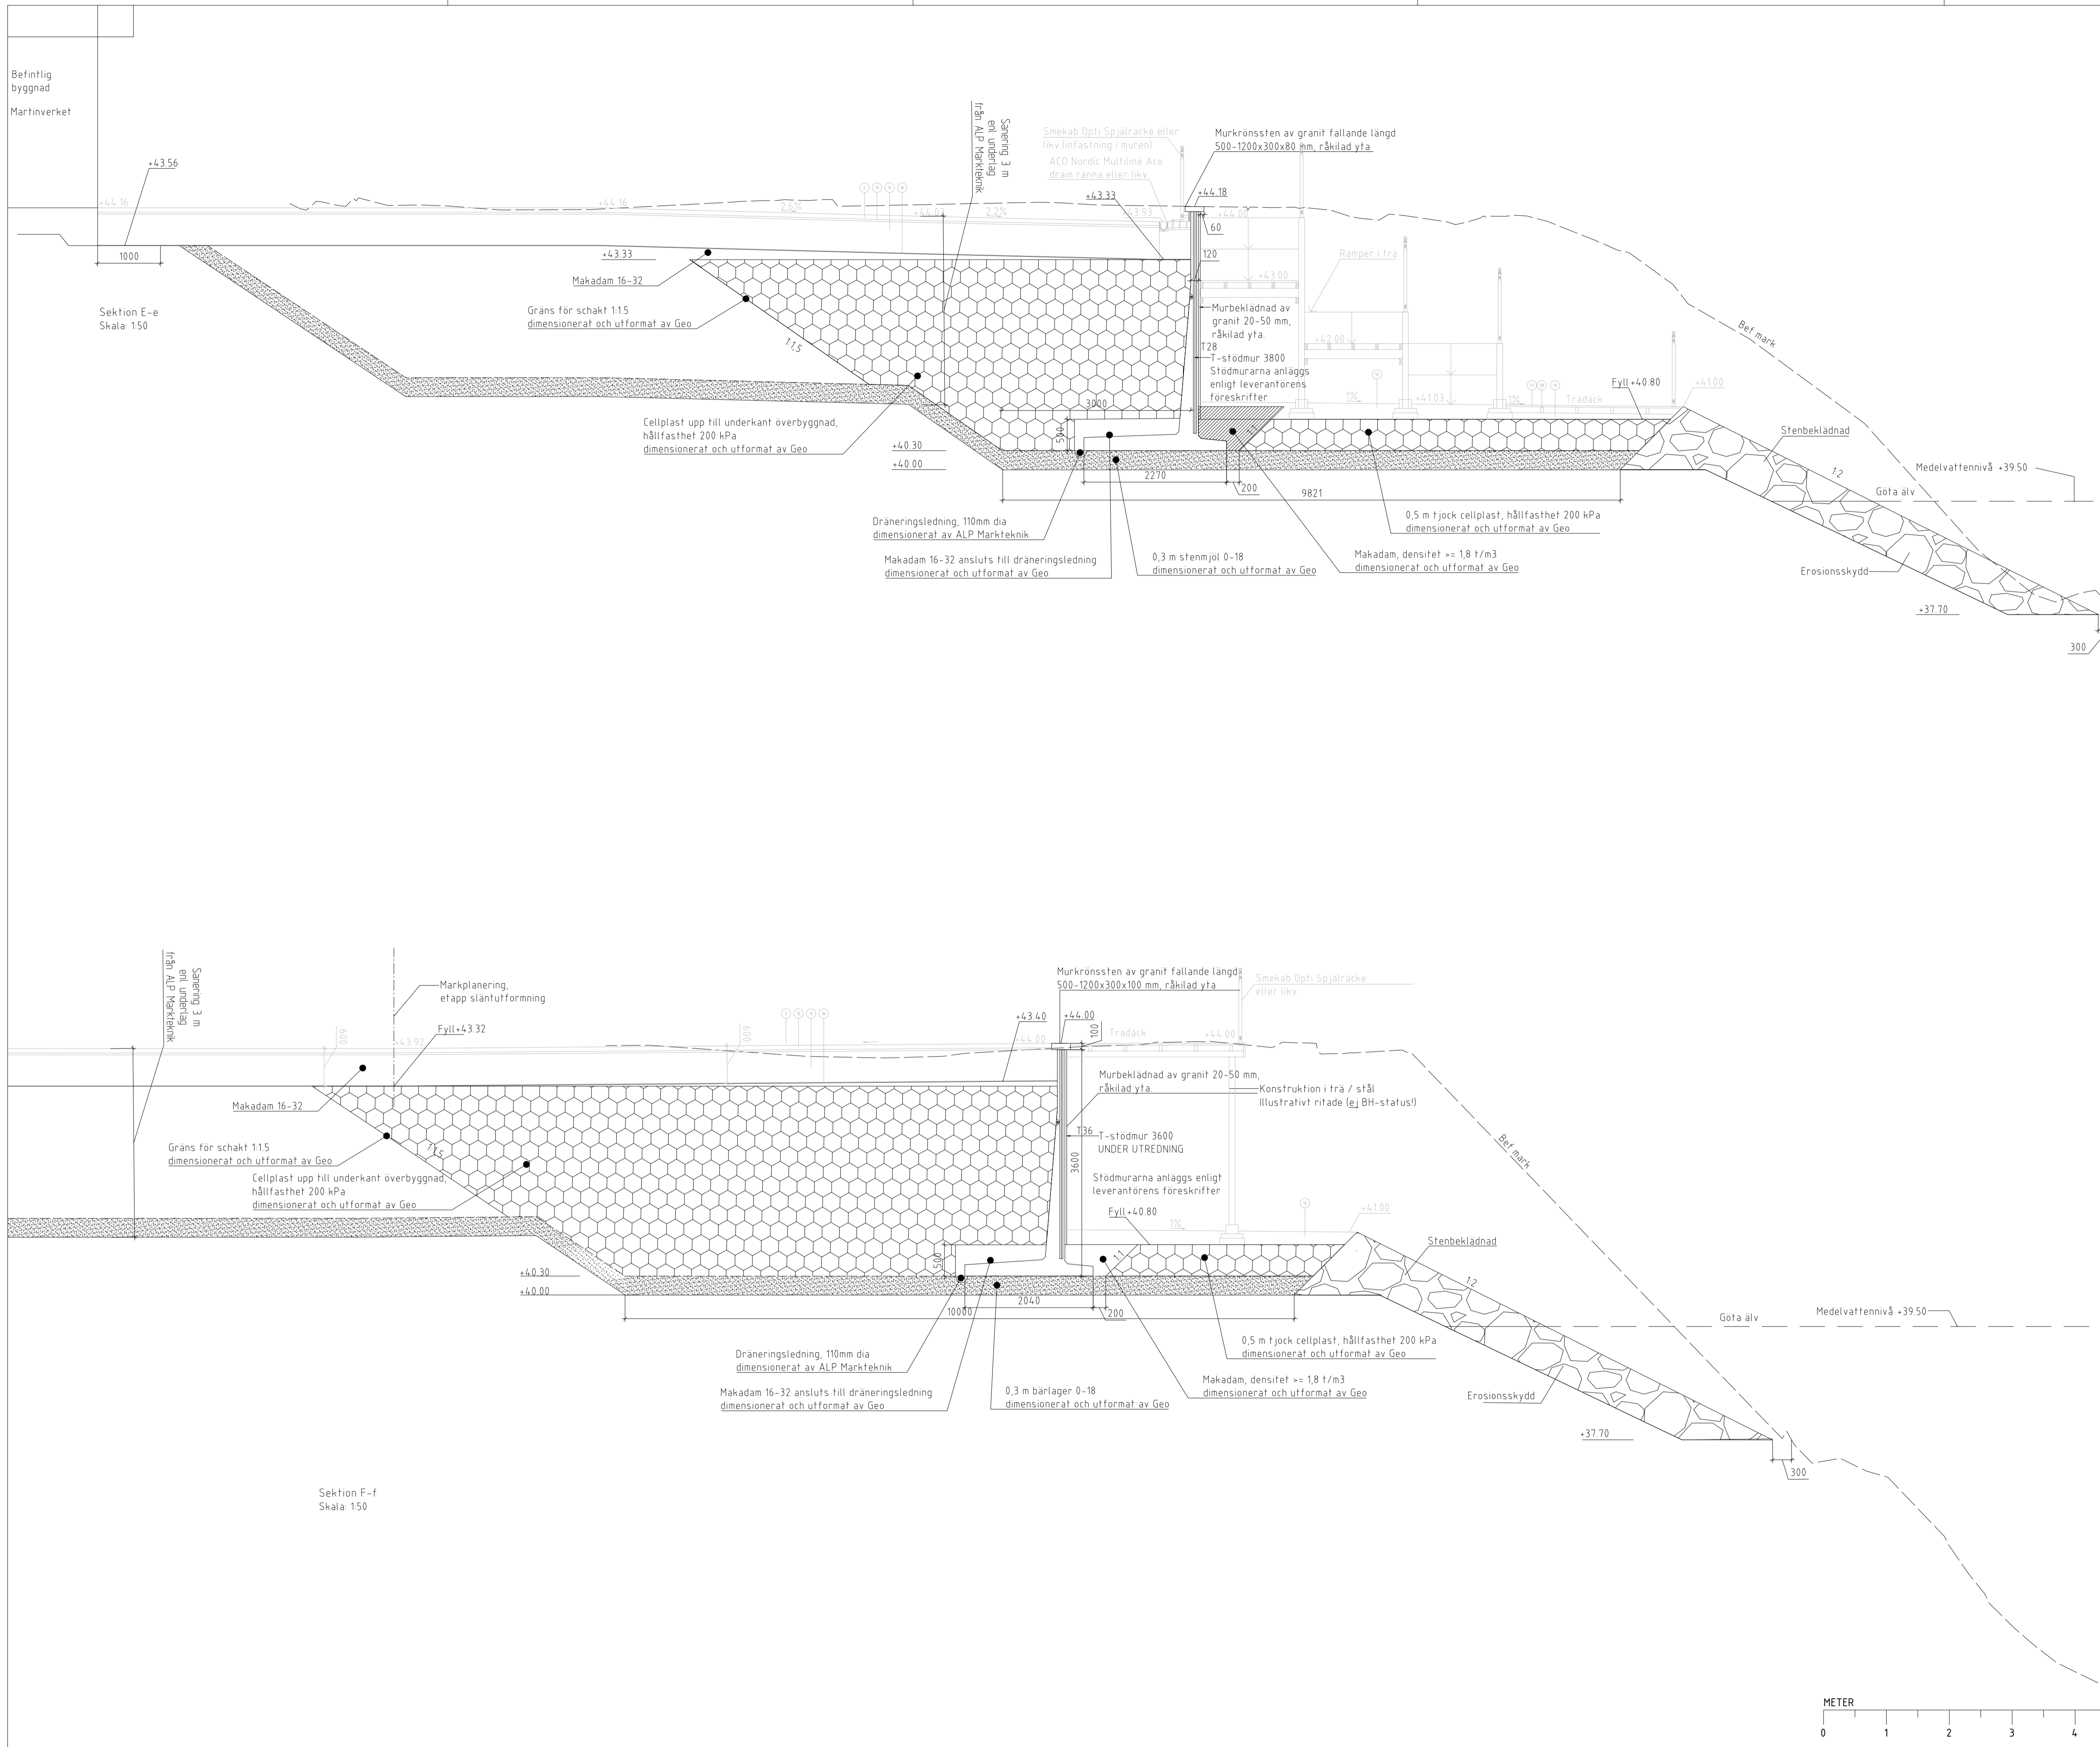 Befintlig
byggnad
Martinverket
+43.56
+44.16
+44.16
2.6%
+44.03
2.2%
+43.93
1000
Sektion E-e
Skala: 1:50
+43.33
Makadam 16-32
Gräns för schakt 1:1.5
dimensionerat och utformat av Geo
1:1,5
Sanering 3 m
enl underlag
från ALP Markteknik
Smekab Opti Spjälräcke eller
likv.(infästning i muren)
ACO Nordic Multiline Aco
drain ränna eller likv.
+43.33
Murkrönssten av granit fallande längd
500-1200x300x80 mm, råkilad yta.
+44.18
+44.00
60
120
+43.00
Ramper i trä
Murbeklädnad av
granit 20-50 mm,
råkilad yta.
T28
T-stödmur 3800
Stödmurarna anläggs
enligt leverantörens
föreskrifter
+42.00
1%
+41.03
1%
Trädäck
Fyll+40.80
+41.00
Bef mark
Stenbeklädnad
1:2
Medelvattennivå +39.50
Göta älv
Erosionsskydd
+37.70
300
Cellplast upp till underkant överbyggnad,
hållfasthet 200 kPa
dimensionerat och utformat av Geo
3000
500
+40.30
+40.00
2270
200
9821
1:1
Dräneringsledning, 110mm dia
dimensionerat av ALP Markteknik
Makadam 16-32 ansluts till dräneringsledning
dimensionerat och utformat av Geo
0,3 m stenmjöl 0-18
dimensionerat och utformat av Geo
Makadam, densitet >= 1,8 t/m3
dimensionerat och utformat av Geo
0,5 m tjock cellplast, hållfasthet 200 kPa
dimensionerat och utformat av Geo
Sanering 3 m
enl underlag
från ALP Markteknik
Markplanering,
etapp släntutformning
600
+43.92
Fyll+43.32
600
Makadam 16-32
Gräns för schakt 1:1.5
dimensionerat och utformat av Geo
1:1,5
Cellplast upp till underkant överbyggnad,
hållfasthet 200 kPa
dimensionerat och utformat av Geo
Murkrönssten av granit fallande längd
500-1200x300x100 mm, råkilad yta
Smekab Opti Spjälräcke
eller likv
+43.40
+44.00
100
+44.00
Trädäck
+44.00
Murbeklädnad av granit 20-50 mm,
råkilad yta.
Konstruktion i trä / stål
Illustrativt ritade (ej BH-status!)
T36
T-stödmur 3600
UNDER UTREDNING
3600
Stödmurarna anläggs enligt
leverantörens föreskrifter
Fyll+40.80
1%
+41.00
Bef mark
Stenbeklädnad
1:2
1:1
500
+40.30
+40.00
2040
10000
200
Göta älv
Medelvattennivå +39.50
Dräneringsledning, 110mm dia
dimensionerat av ALP Markteknik
Makadam 16-32 ansluts till dräneringsledning
dimensionerat och utformat av Geo
0,3 m bärlager 0-18
dimensionerat och utformat av Geo
0,5 m tjock cellplast, hållfasthet 200 kPa
dimensionerat och utformat av Geo
Makadam, densitet >= 1,8 t/m3
dimensionerat och utformat av Geo
Erosionsskydd
+37.70
300
Sektion F-f
Skala: 1:50
METER
0 1 2 3 4